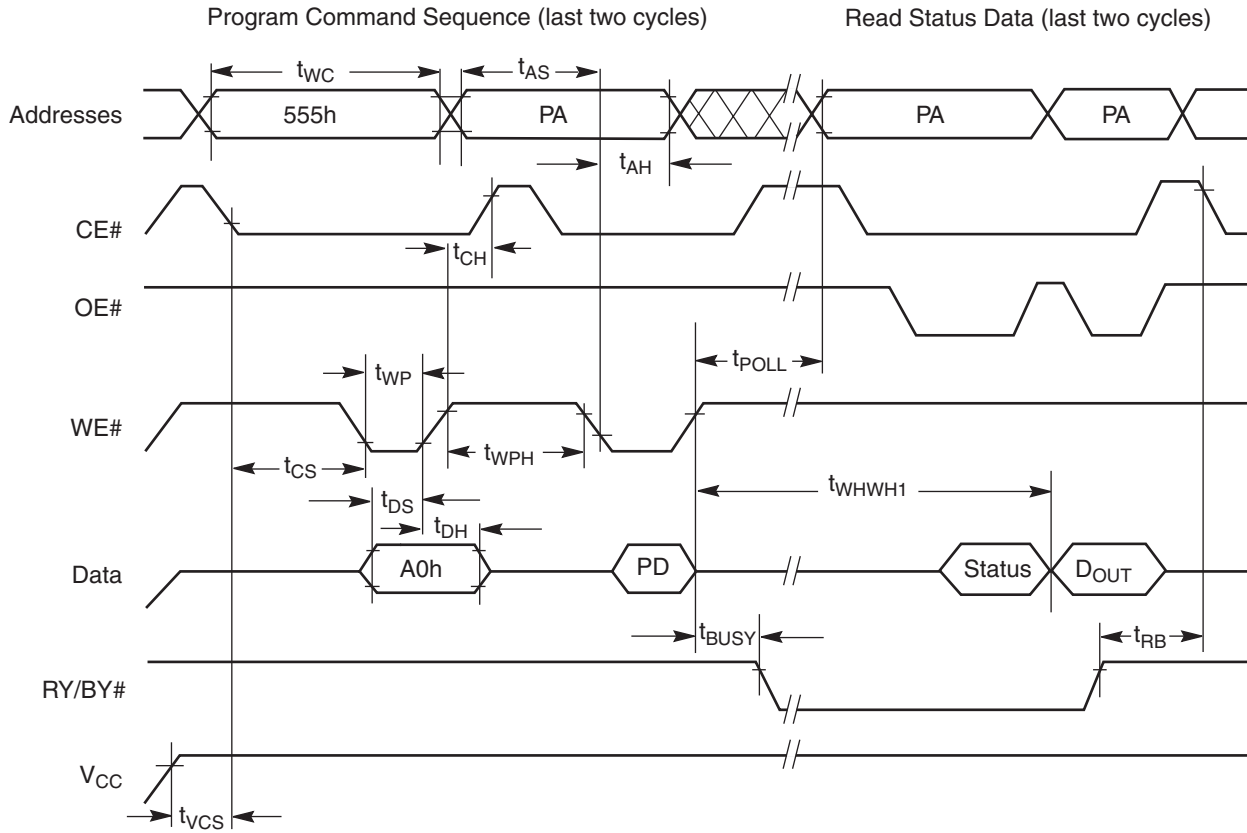 Program Command Sequence (last two cycles)
Read Status Data (last two cycles)
tWC
tAS
Addresses
555h
PA
PA
PA
tAH
CE#
tCH
OE#
tWP
tPOLL
WE#
tCS
tWPH
tWHWH1
tDS
tDH
Data
A0h
PD
Status
DOUT
tBUSY
tRB
RY/BY#
VCC
tVCS